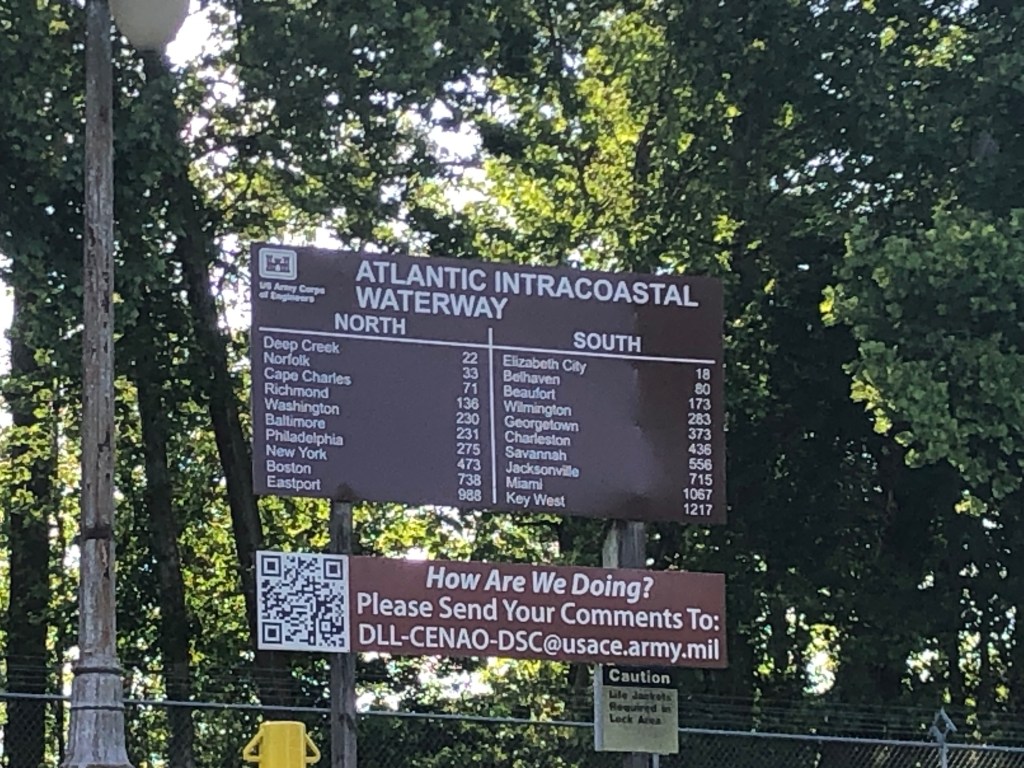 US Army Corps
of Engineers
ATLANTIC INTRACOASTAL
WATERWAY
NORTH
Deep Creek 22
Norfolk 33
Cape Charles 71
Richmond 136
Washington 230
Baltimore 231
Philadelphia 275
New York 473
Boston 738
Eastport 988
SOUTH
Elizabeth City 18
Belhaven 80
Beaufort 173
Wilmington 283
Georgetown 373
Charleston 436
Savannah 556
Jacksonville 715
Miami 1067
Key West 1217
How Are We Doing?
Please Send Your Comments To:
DLL-CENAO-DSC@usace.army.mil
Caution
Life Jackets
Required in
Lock Area